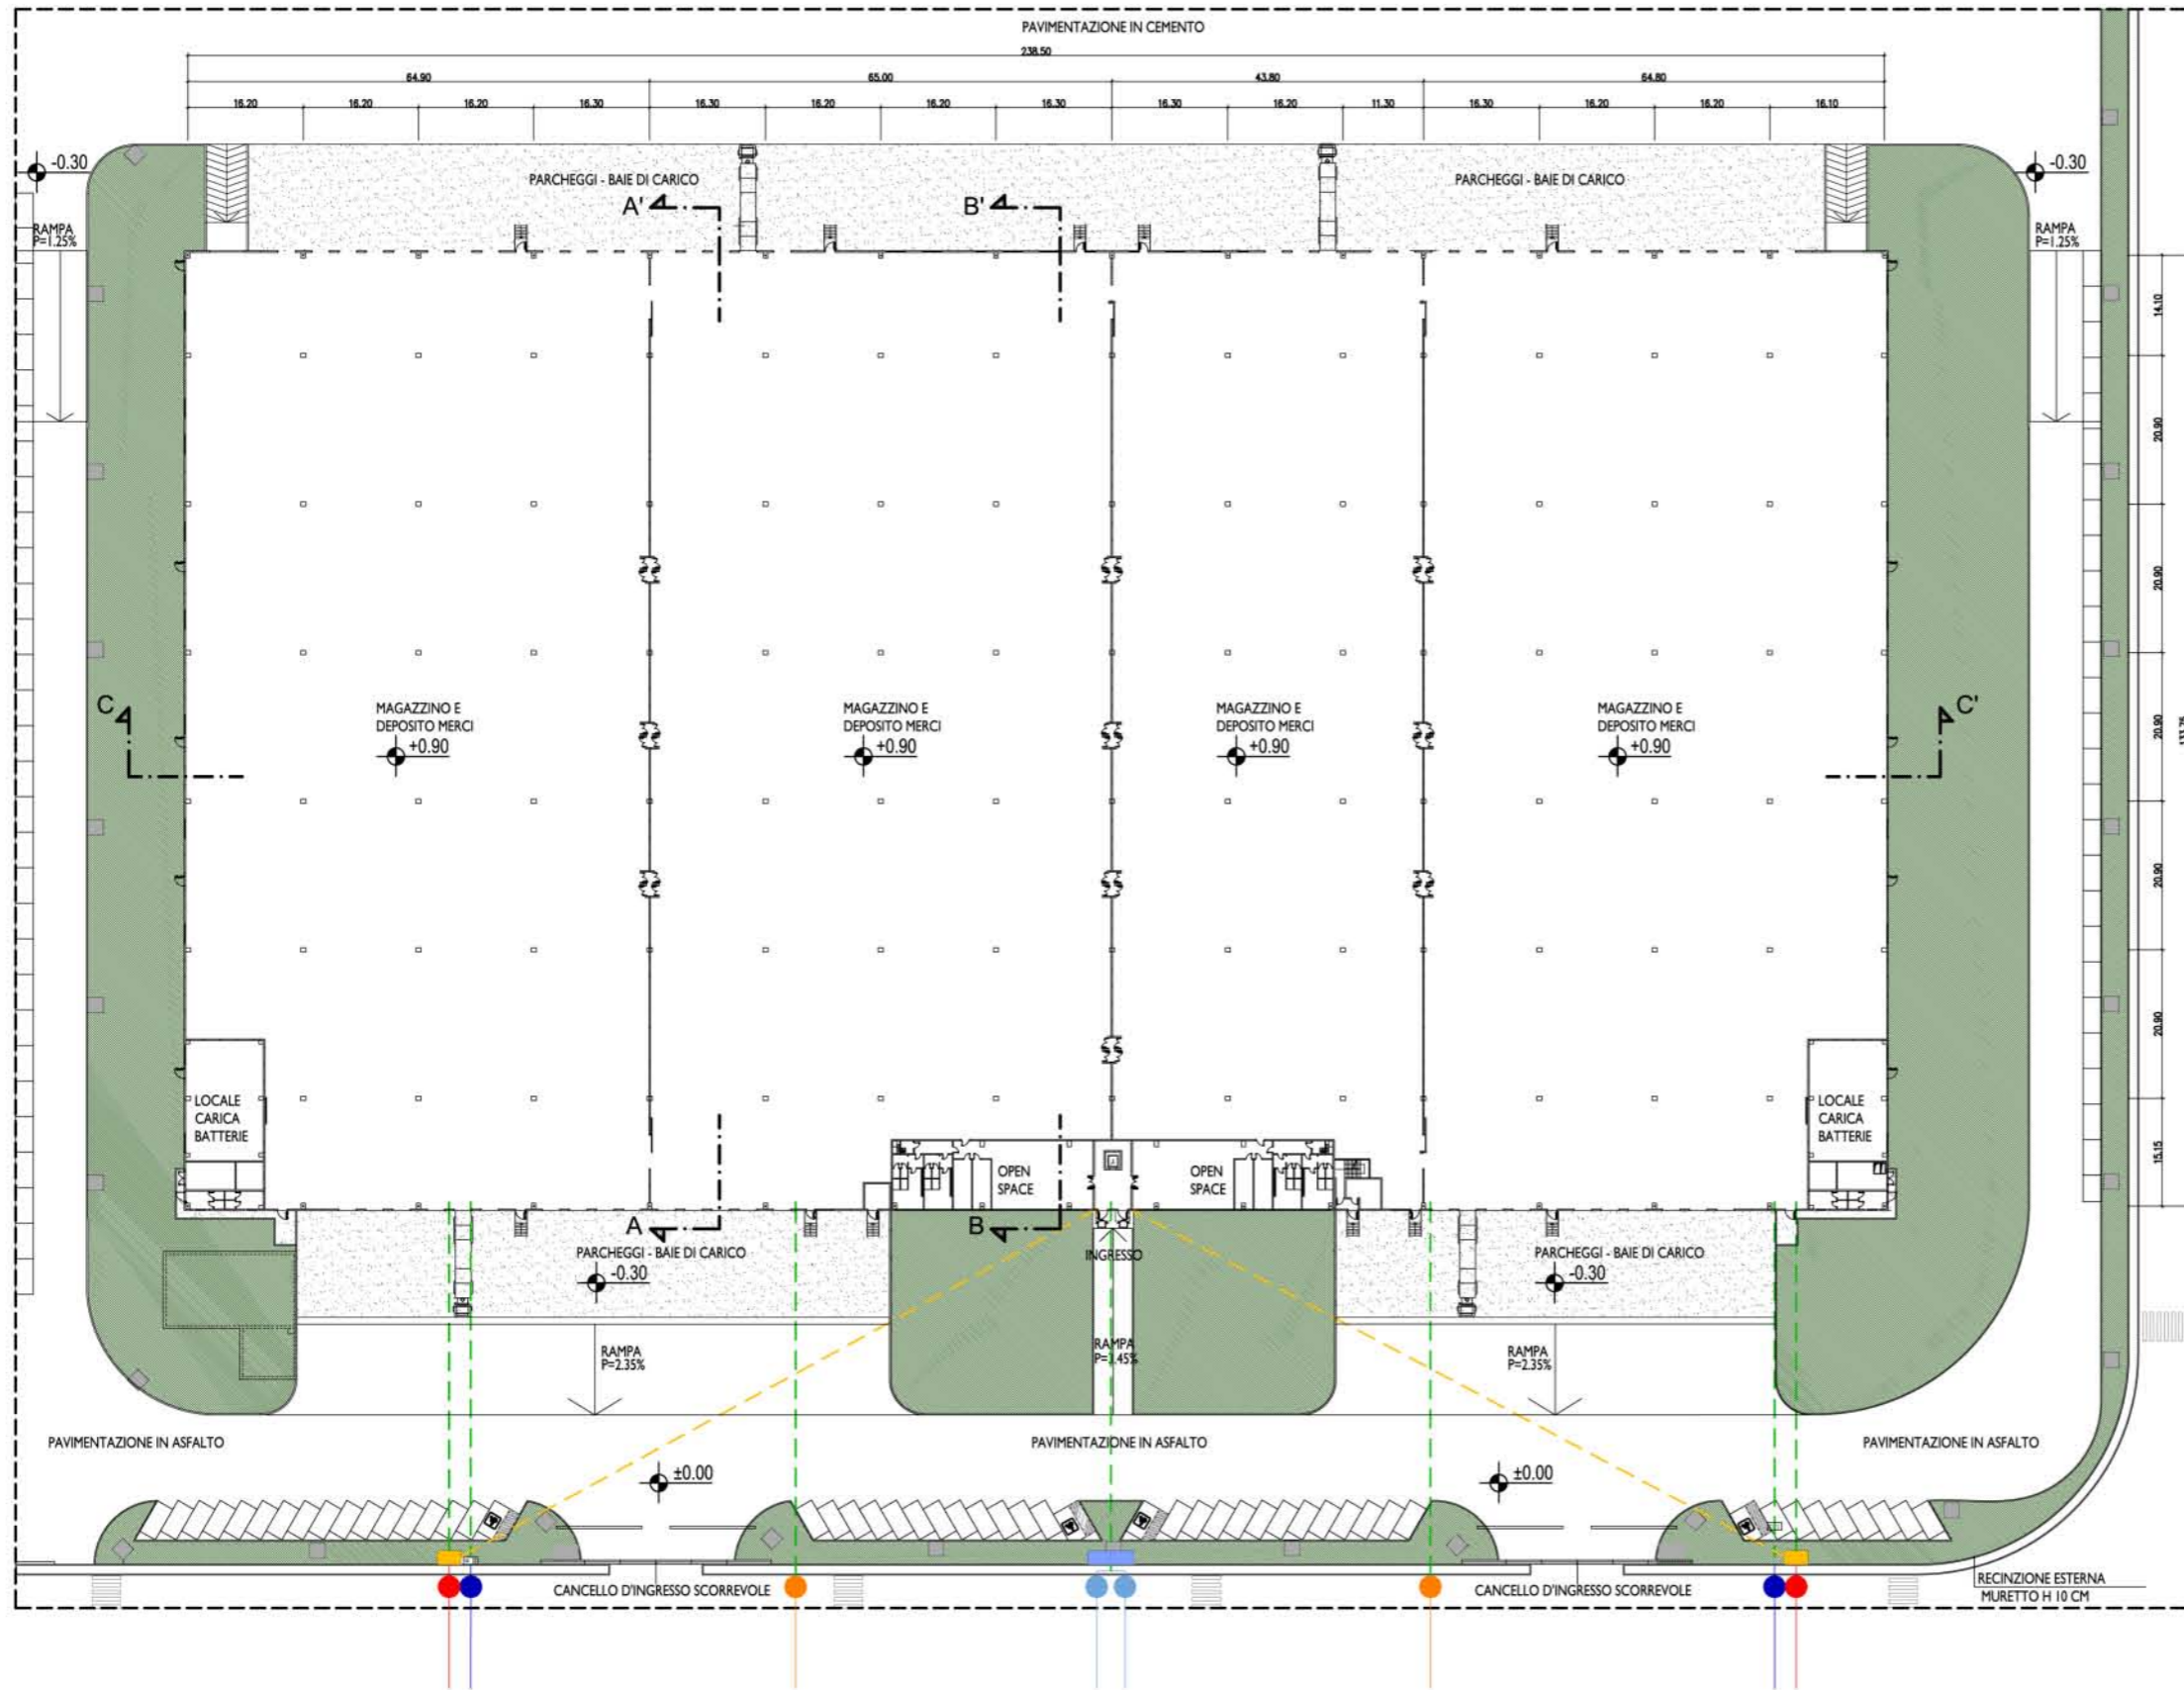 PAVIMENTAZIONE IN CEMENTO
238.50
64.90 65.00 43.80 64.80
16.20 16.20 16.20 16.30 16.30 16.20 16.20 16.30 16.30 16.20 11.30 16.30 16.20 16.20 16.10
-0.30
-0.30
PARCHEGGI - BAIE DI CARICO
PARCHEGGI - BAIE DI CARICO
A'
B'
RAMPA
P=1.25%
RAMPA
P=1.25%
14.10
20.90
20.90
20.90
20.90
20.90
15.15
C
C'
MAGAZZINO E
DEPOSITO MERCI
+0.90
MAGAZZINO E
DEPOSITO MERCI
+0.90
MAGAZZINO E
DEPOSITO MERCI
+0.90
MAGAZZINO E
DEPOSITO MERCI
+0.90
LOCALE
CARICA
BATTERIE
LOCALE
CARICA
BATTERIE
OPEN
SPACE
OPEN
SPACE
A
B
PARCHEGGI - BAIE DI CARICO
-0.30
INGRESSO
PARCHEGGI - BAIE DI CARICO
-0.30
RAMPA
P=2.35%
RAMPA
RAMPA
P=2.35%
PAVIMENTAZIONE IN ASFALTO
PAVIMENTAZIONE IN ASFALTO
PAVIMENTAZIONE IN ASFALTO
±0.00
±0.00
CANCELLO D'INGRESSO SCORREVOLE
CANCELLO D'INGRESSO SCORREVOLE
RECINZIONE ESTERNA
MURETTO H 10 CM